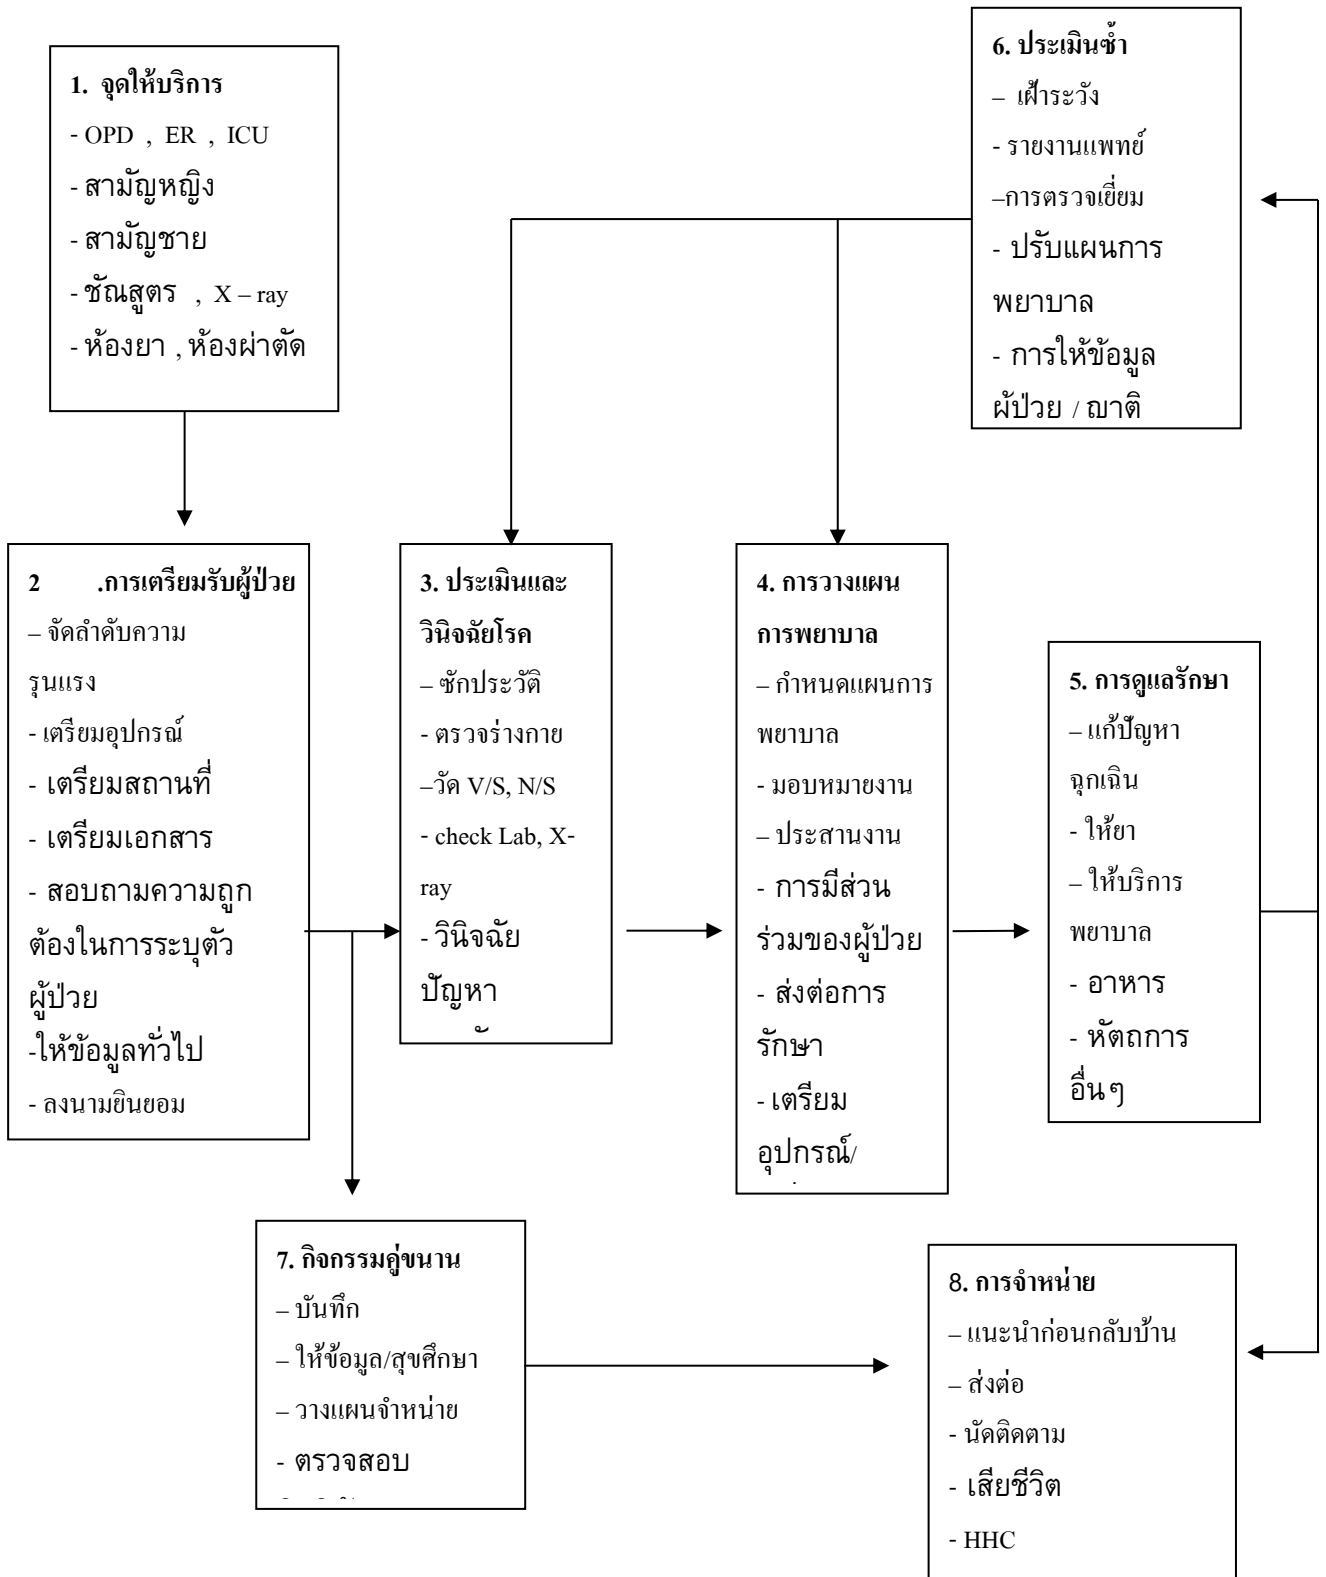 1. จุดให้บริการ
- OPD , ER , ICU
- สามัญหญิง
- สามัญชาย
- ชัณสูตร , X – ray
- ห้องยา , ห้องผ่าตัด
6. ประเมินซ้ำ
– เฝ้าระวัง
- รายงานแพทย์
–การตรวจเยี่ยม
- ปรับแผนการ
พยาบาล
- การให้ข้อมูล
ผู้ป่วย / ญาติ
2 .การเตรียมรับผู้ป่วย
– จัดลำดับความ
รุนแรง
- เตรียมอุปกรณ์
- เตรียมสถานที่
- เตรียมเอกสาร
- สอบถามความถูก
ต้องในการระบุตัว
ผู้ป่วย
-ให้ข้อมูลทั่วไป
- ลงนามยินยอม
3. ประเมินและ
วินิจฉัยโรค
– ซักประวัติ
- ตรวจร่างกาย
–วัด V/S, N/S
- check Lab, X-
ray
- วินิจฉัย
ปัญหา
4. การวางแผน
การพยาบาล
– กำหนดแผนการ
พยาบาล
- มอบหมายงาน
– ประสานงาน
- การมีส่วน
ร่วมของผู้ป่วย
- ส่งต่อการ
รักษา
- เตรียม
อุปกรณ์/
5. การดูแลรักษา
– แก้ปัญหา
ฉุกเฉิน
- ให้ยา
– ให้บริการ
พยาบาล
- อาหาร
- หัตถการ
อื่นๆ
7. กิจกรรมคู่ขนาน
– บันทึก
– ให้ข้อมูล/สุขศึกษา
– วางแผนจำหน่าย
- ตรวจสอบ
8. การจำหน่าย
– แนะนำก่อนกลับบ้าน
– ส่งต่อ
- นัดติดตาม
- เสียชีวิต
- HHC